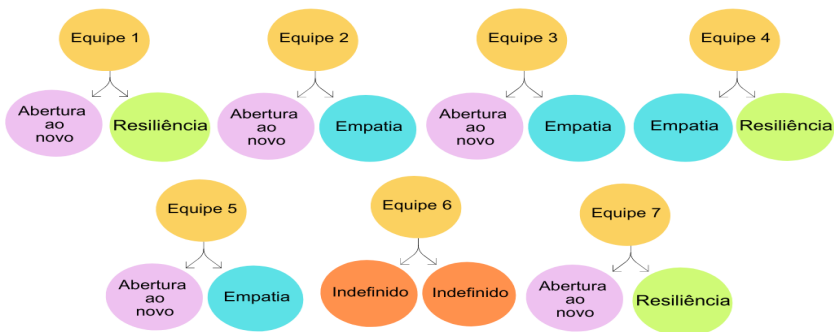 Equipe 1
Abertura
ao
novo
Resiliência
Equipe 2
Abertura
ao
novo
Empatia
Equipe 3
Abertura
ao
novo
Empatia
Equipe 4
Empatia
Resiliência
Equipe 5
Abertura
ao
novo
Empatia
Equipe 6
Indefinido
Indefinido
Equipe 7
Abertura
ao
novo
Resiliência